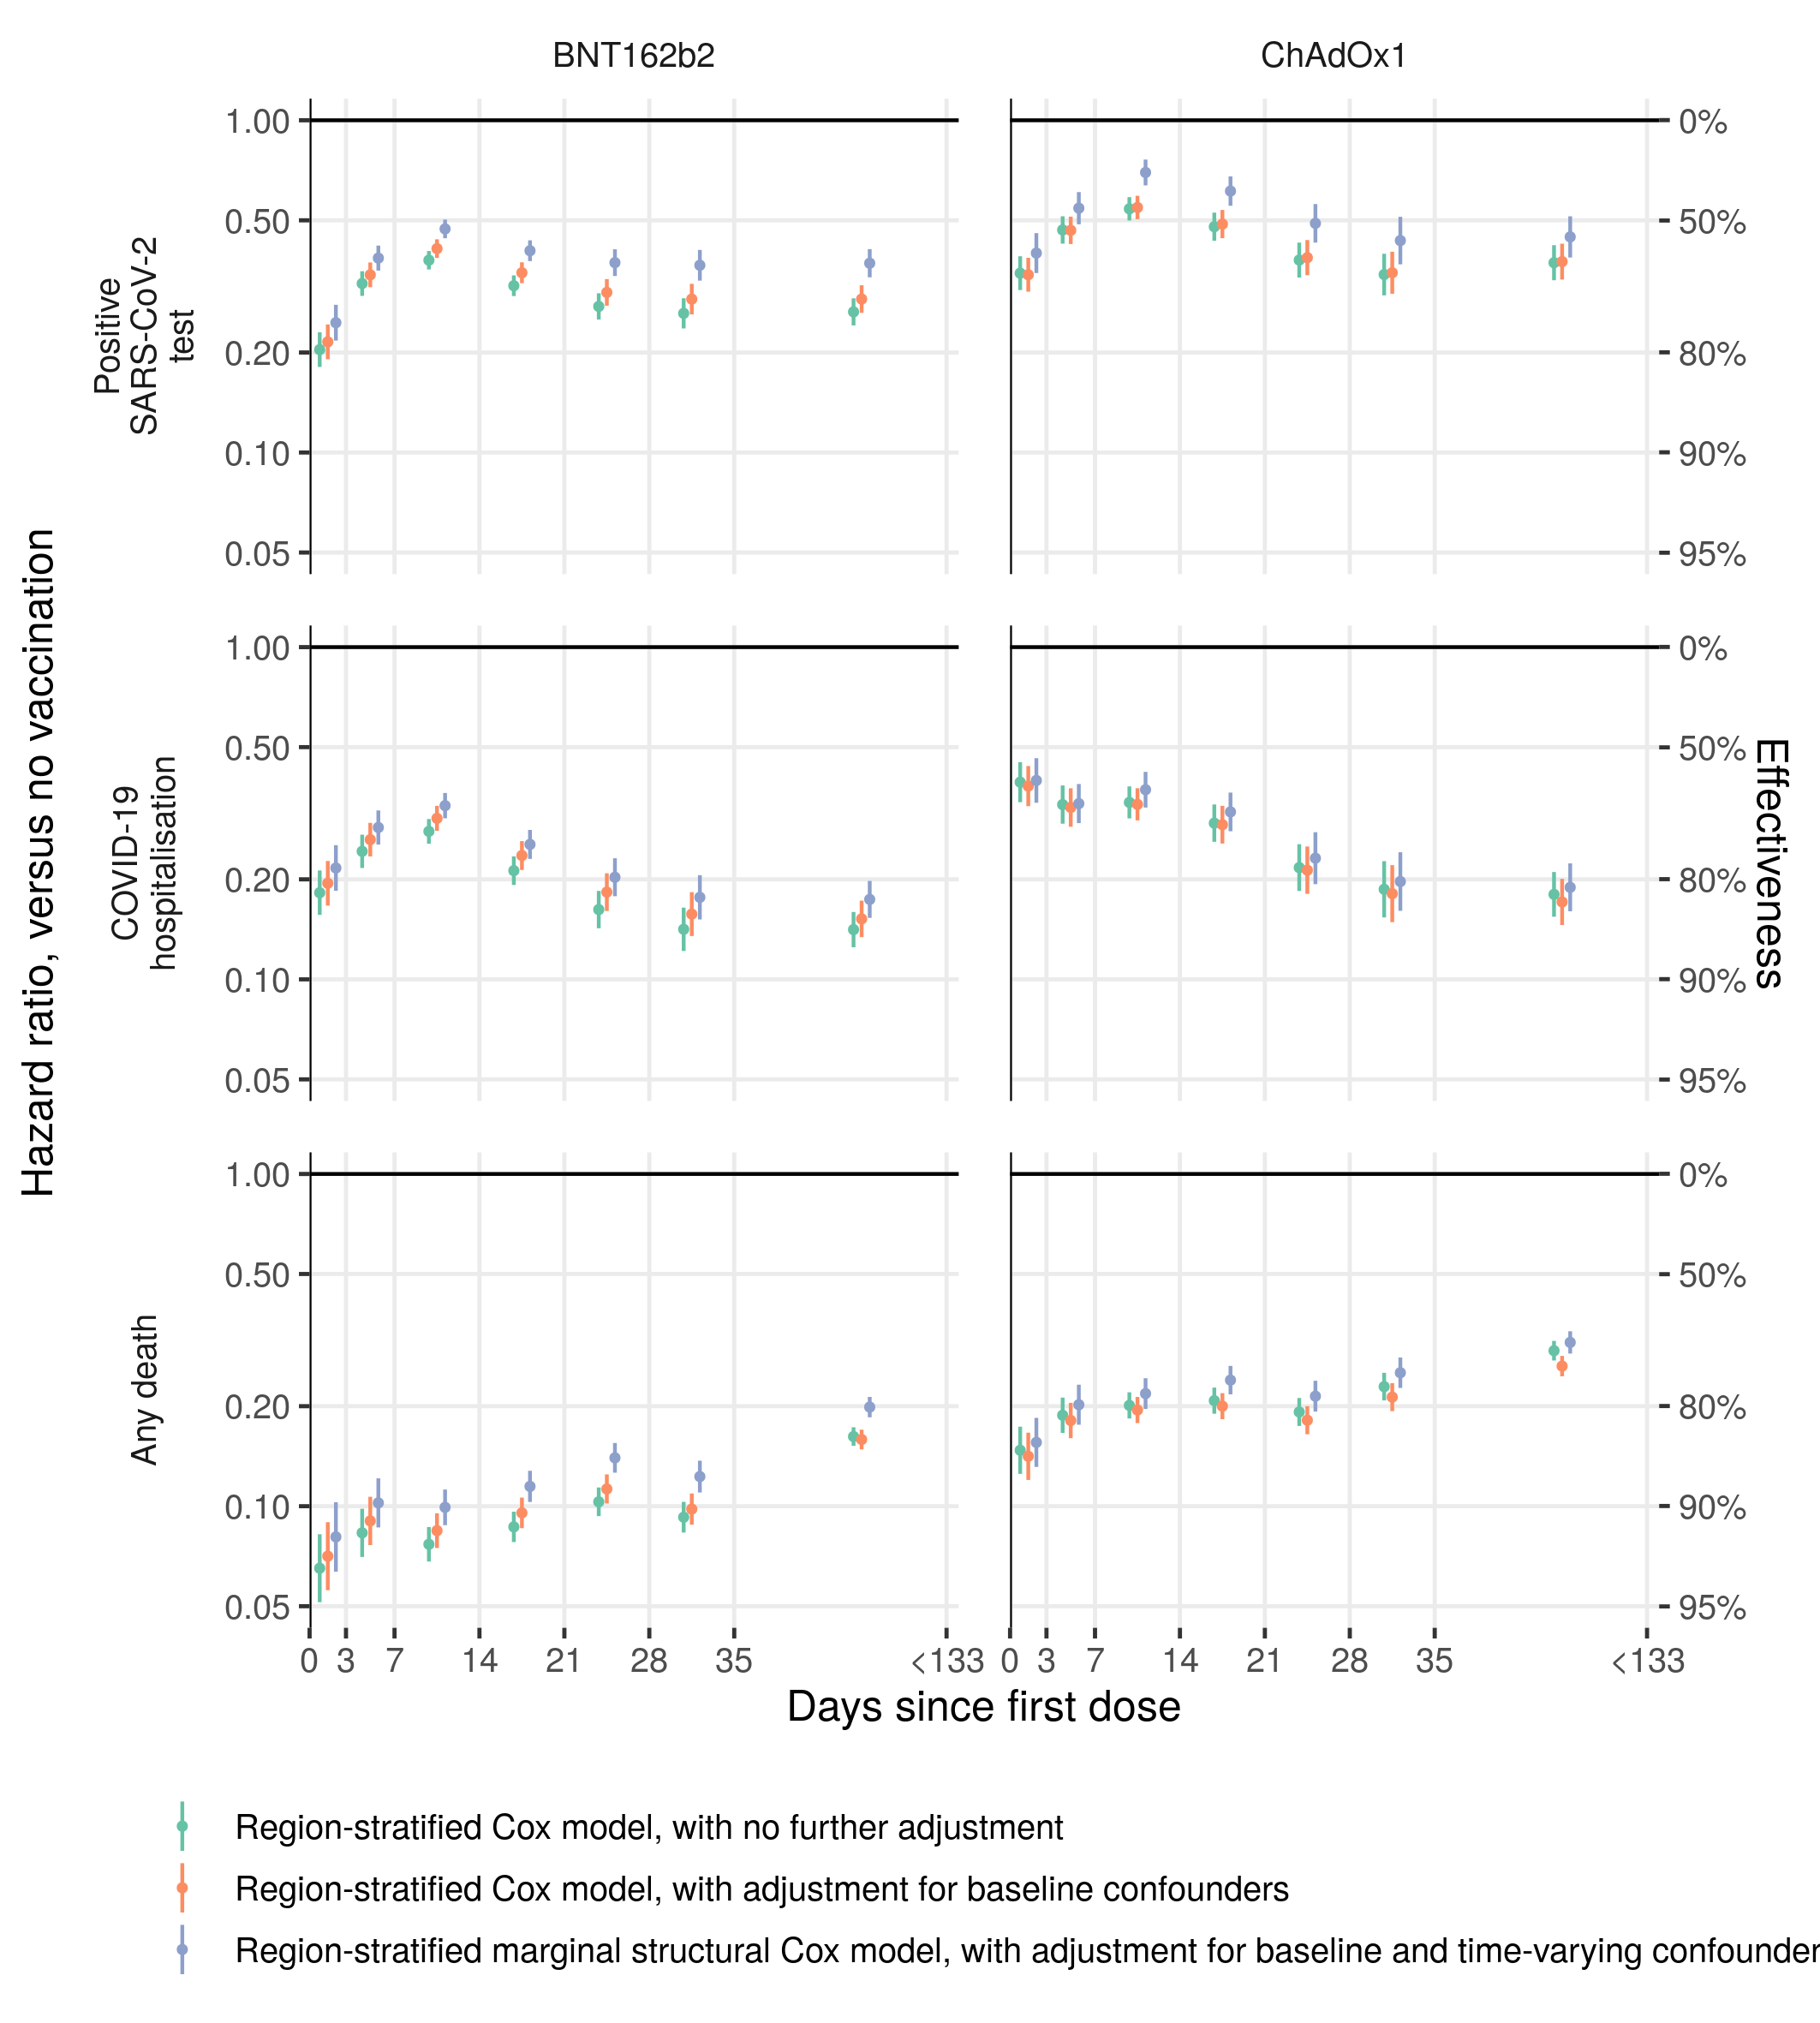 BNT162b2
ChAdOx1
Hazard ratio, versus no vaccination
Positive
SARS-CoV-2
test
1.00
0.50
0.20
0.10
0.05
0%
50%
80%
90%
95%
COVID-19
hospitalisation
1.00
0.50
0.20
0.10
0.05
0%
50%
80%
90%
95%
Effectiveness
Any death
1.00
0.50
0.20
0.10
0.05
0%
50%
80%
90%
95%
0 3 7 14 21 28 35 <133
0 3 7 14 21 28 35 <133
Days since first dose
Region-stratified Cox model, with no further adjustment
Region-stratified Cox model, with adjustment for baseline confounders
Region-stratified marginal structural Cox model, with adjustment for baseline and time-varying confounder